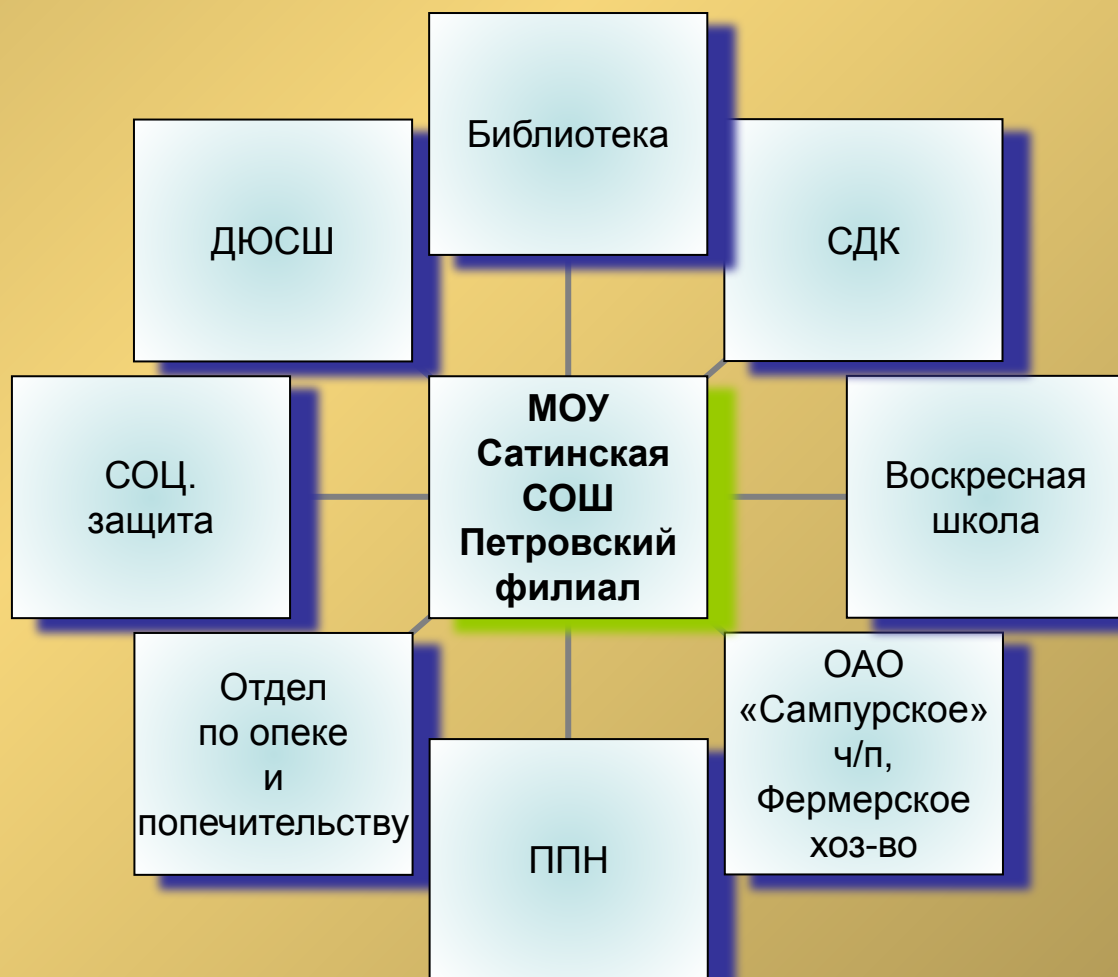 Библиотека
ДЮСШ
СДК
СОЦ.
защита
МОУ
Сатинская
СОШ
Петровский
филиал
Воскресная
школа
Отдел
по опеке
и
попечительству
ППН
ОАО
«Сампурское»
ч/п,
Фермерское
хоз-во